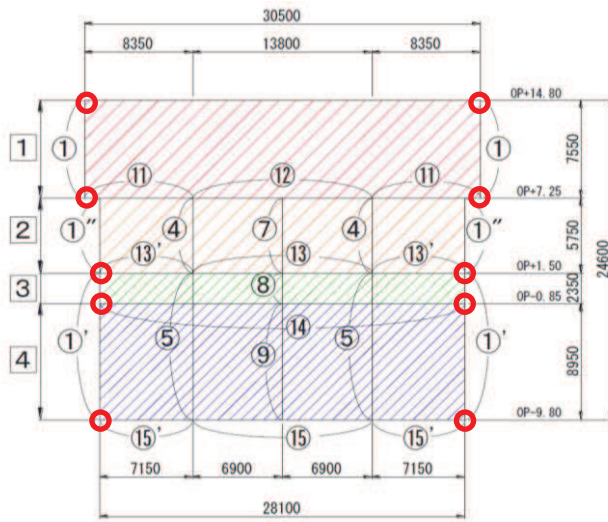 30500
8350 13800 8350
OP+14.80
1 ① ① 7550
⑪ ⑫ ⑪
OP+7.25
2 ①" ④ ⑦ ④ ①" 5750 24600
⑬' ⑬ ⑬'
OP+1.50
3 ⑧ 2350
OP-0.85
⑭
4 ①' ⑤ ⑨ ⑤ ①' 8950
OP-9.80
⑮' ⑮ ⑮'
7150 6900 6900 7150
28100